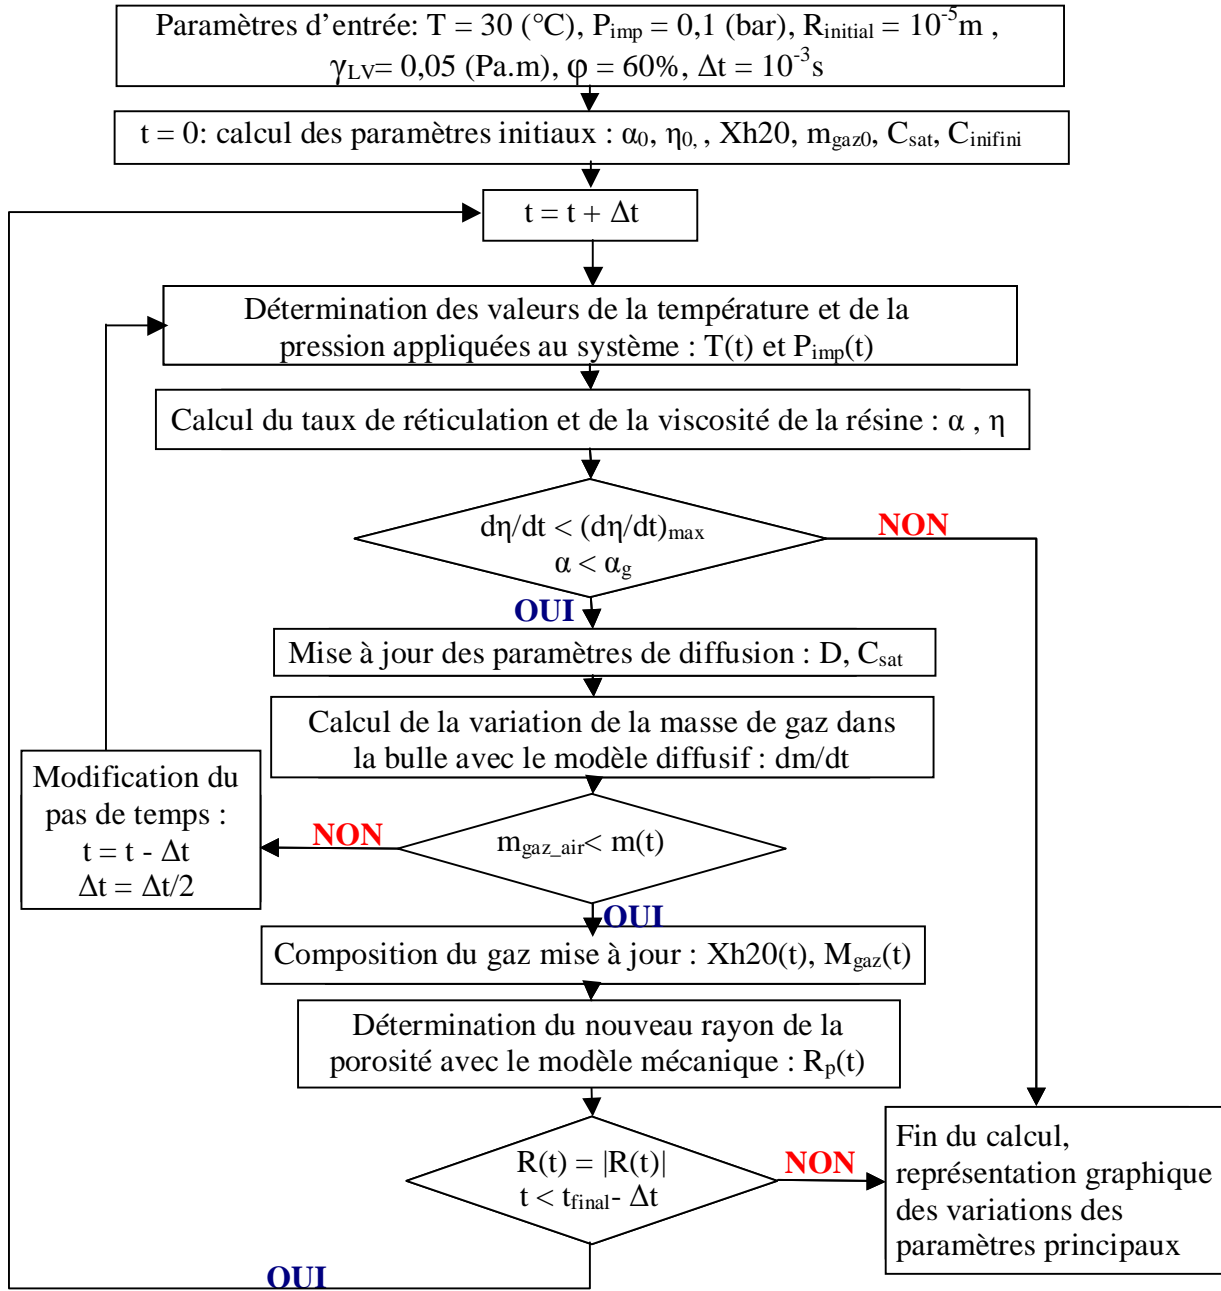 Paramètres d’entrée: T = 30 (°C), Pimp = 0,1 (bar), Rinitial = 10-5m ,
γLV= 0,05 (Pa.m), φ = 60%, Δt = 10-3s
t = 0: calcul des paramètres initiaux : α0, η0, , Xh20, mgaz0, Csat, Cinifini
t = t + Δt
Détermination des valeurs de la température et de la
pression appliquées au système : T(t) et Pimp(t)
Calcul du taux de réticulation et de la viscosité de la résine : α , η
dη/dt < (dη/dt)max
α < αg
NON
OUI
Mise à jour des paramètres de diffusion : D, Csat
Calcul de la variation de la masse de gaz dans
la bulle avec le modèle diffusif : dm/dt
Modification du
pas de temps :
t = t - Δt
Δt = Δt/2
NON
mgaz_air< m(t)
OUI
Composition du gaz mise à jour : Xh20(t), Mgaz(t)
Détermination du nouveau rayon de la
porosité avec le modèle mécanique : Rp(t)
R(t) = |R(t)|
t < tfinal- Δt
NON
OUI
Fin du calcul,
représentation graphique
des variations des
paramètres principaux